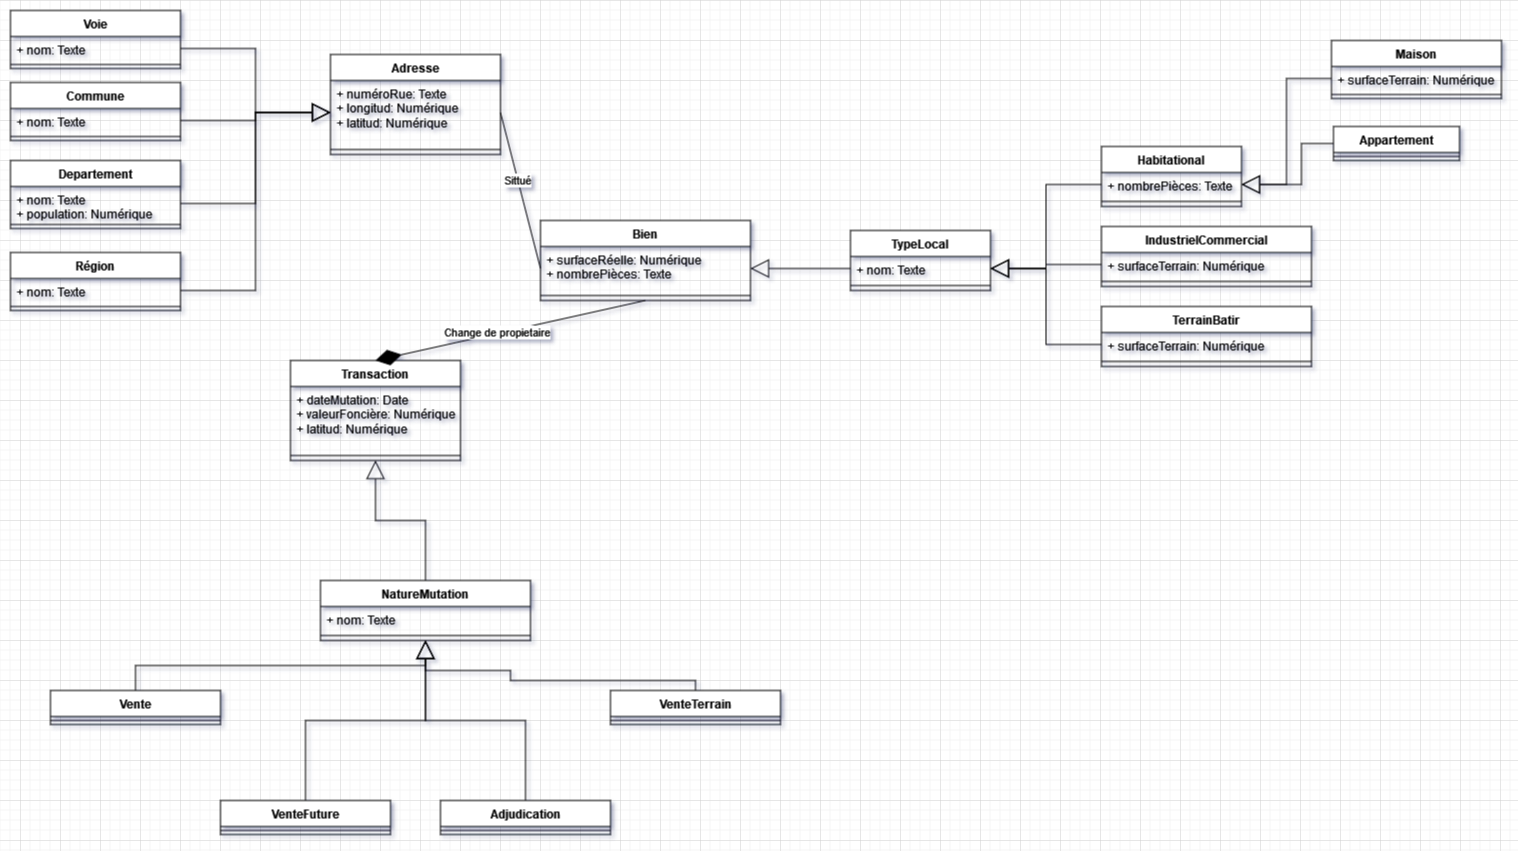 Voie
+ nom: Texte
Commune
+ nom: Texte
Departement
+ nom: Texte
+ population: Numérique
Région
+ nom: Texte
Adresse
+ numéroRue: Texte
+ longitud: Numérique
+ latitud: Numérique
Sittué
Bien
+ surfaceRéelle: Numérique
+ nombrePièces: Texte
TypeLocal
+ nom: Texte
Habitational
+ nombrePièces: Texte
Maison
+ surfaceTerrain: Numérique
Appartement
IndustrielCommercial
+ surfaceTerrain: Numérique
TerrainBatir
+ surfaceTerrain: Numérique
Change de propietaire
Transaction
+ dateMutation: Date
+ valeurFoncière: Numérique
+ latitud: Numérique
NatureMutation
+ nom: Texte
Vente
VenteTerrain
VenteFuture
Adjudication